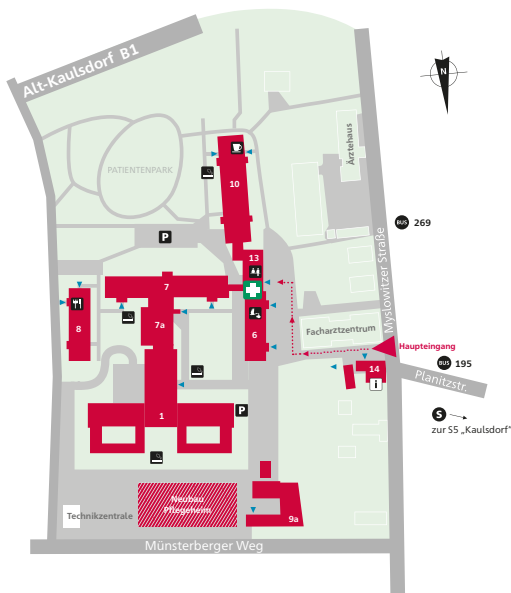 Alt-Kaulsdorf B1
N
PATIENTENPARK
Ärztehaus
10
BUS 269
P
13
Myslowitzer Straße
7
8
7a
6
Facharztzentrum
Haupteingang
BUS 195
14
i
Planitzstr.
1
P
S
zur S5 „Kaulsdorf“
Neubau
Pflegeheim
Technikzentrale
9a
Münsterberger Weg